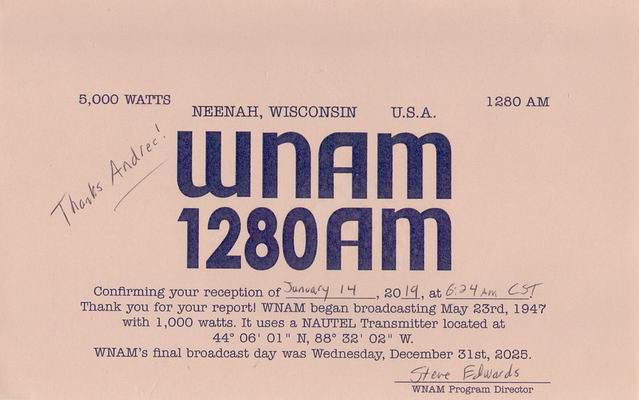 5,000 WATTS
NEENAH, WISCONSIN U.S.A.
1280 AM
Thanks Andrec!
WNAM
1280 AM
Confirming your reception of January 14, 2019, at 6:24 AM CST.
Thank you for your report! WNAM began broadcasting May 23rd, 1947
with 1,000 watts. It uses a NAUTEL Transmitter located at
44° 06' 01" N, 88° 32' 02" W.
WNAM's final broadcast day was Wednesday, December 31st, 2025.
Steve Edwards
WNAM Program Director